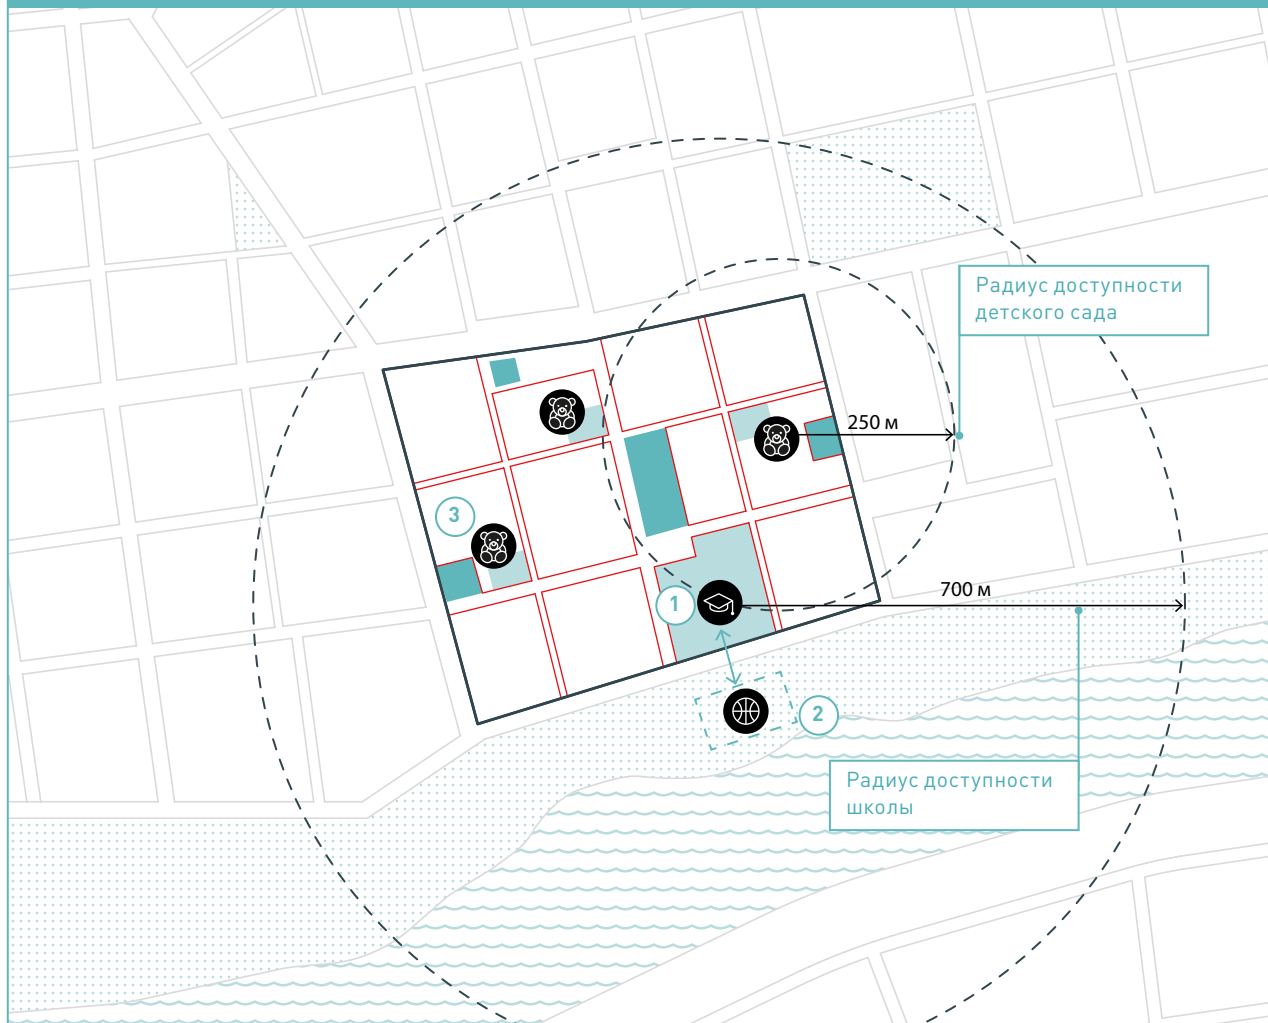 Радиус доступности
детского сада
250 м
3
700 м
1
2
Радиус доступности
школы